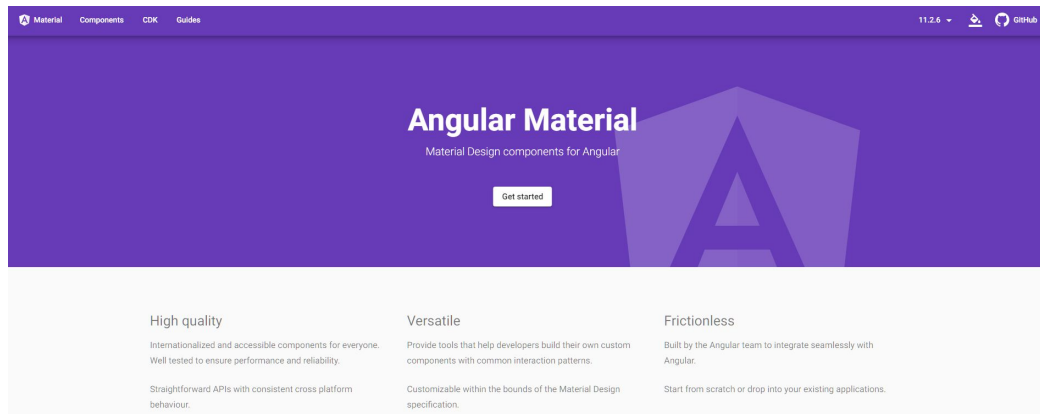 Material Components CDK Guides 11.2.6 GitHub
Angular Material
Material Design components for Angular
Get started
High quality
Internationalized and accessible components for everyone.
Well tested to ensure performance and reliability.
Straightforward APIs with consistent cross platform
behaviour.
Versatile
Provide tools that help developers build their own custom
components with common interaction patterns.
Customizable within the bounds of the Material Design
specification.
Frictionless
Built by the Angular team to integrate seamlessly with
Angular.
Start from scratch or drop into your existing applications.